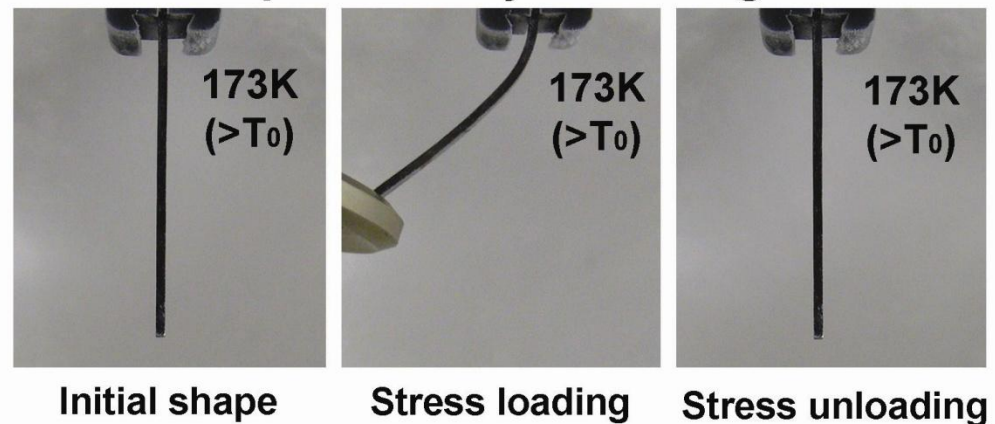 173K
(>T0)
173K
(>T0)
173K
(>T0)
Initial shape
Stress loading
Stress unloading